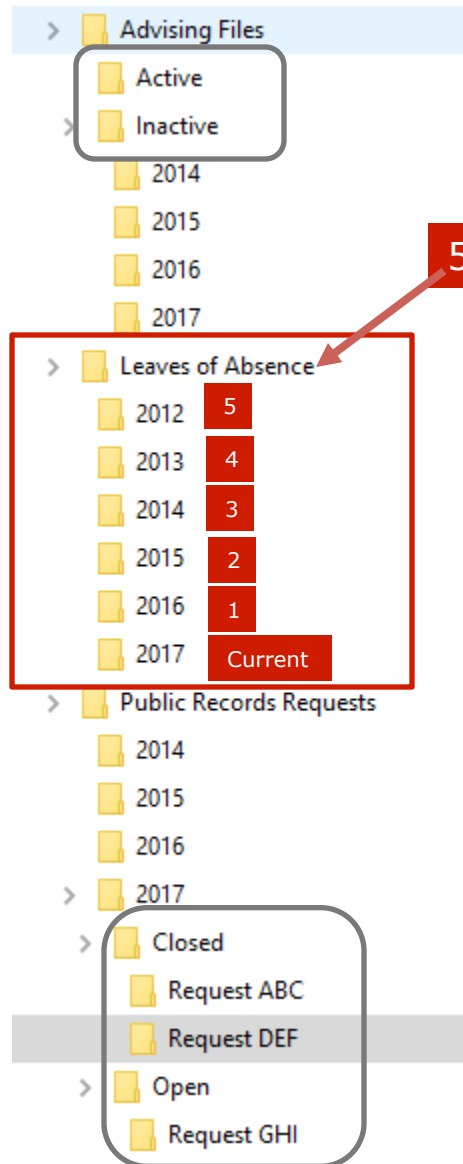 Advising Files
Active
Inactive
2014
2015
2016
2017
5
Leaves of Absence
2012 5
2013 4
2014 3
2015 2
2016 1
2017 Current
Public Records Requests
2014
2015
2016
2017
Closed
Request ABC
Request DEF
Open
Request GHI